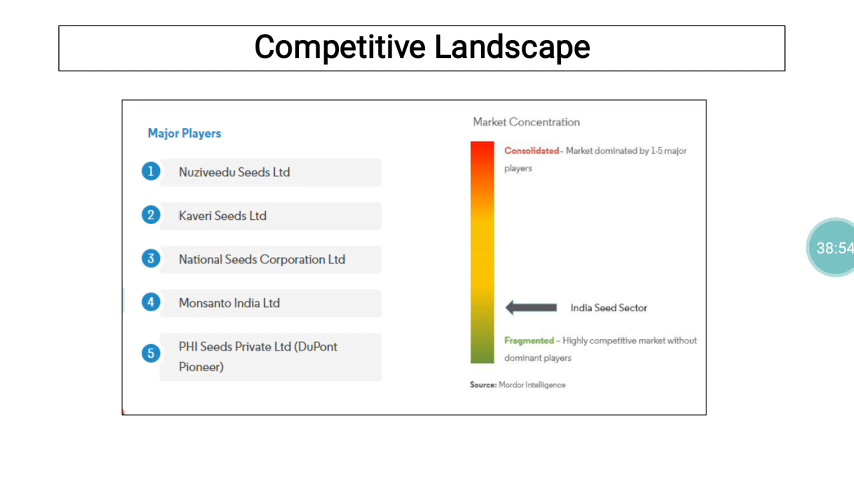 Competitive Landscape
Major Players
1 Nuziveedu Seeds Ltd
2 Kaveri Seeds Ltd
3 National Seeds Corporation Ltd
4 Monsanto India Ltd
5 PHI Seeds Private Ltd (DuPont
Pioneer)
Market Concentration
Consolidated– Market dominated by 1-5 major
players
India Seed Sector
Fragmented – Highly competitive market without
dominant players
Source: Mordor Intelligence
38:54